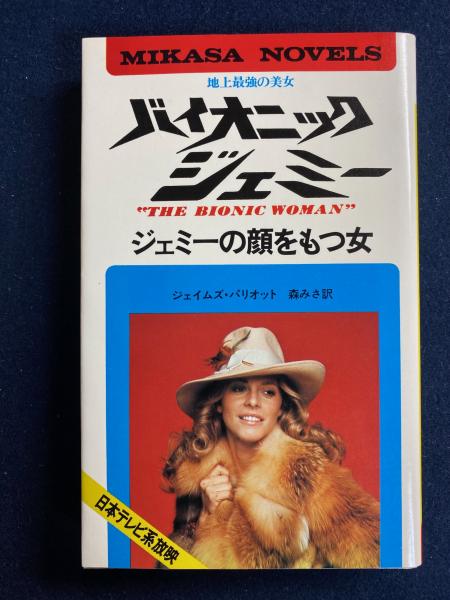 MIKASA NOVELS
地上最強の美女
バイオニック
ジェミー
“THE BIONIC WOMAN”
ジェミーの顔をもつ女
ジェイムズ・パリオット 森みさ訳
日本テレビ系放映